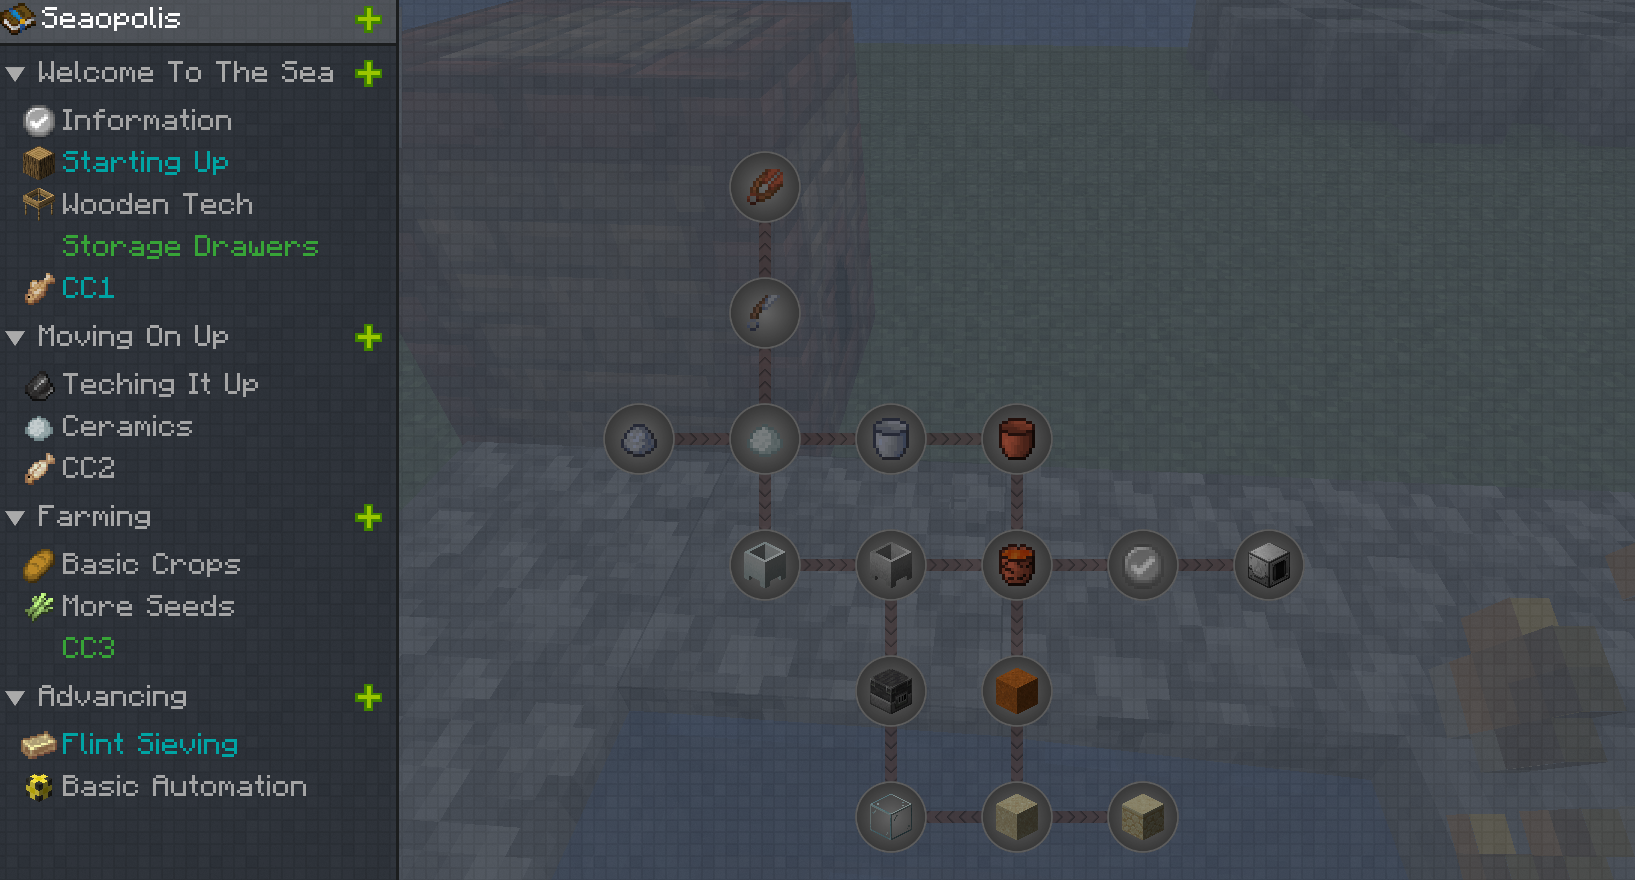 Seaopolis
Welcome To The Sea
Information
Starting Up
Wooden Tech
Storage Drawers
CC1
Moving On Up
Teching It Up
Ceramics
CC2
Farming
Basic Crops
More Seeds
CC3
Advancing
Flint Sieving
Basic Automation